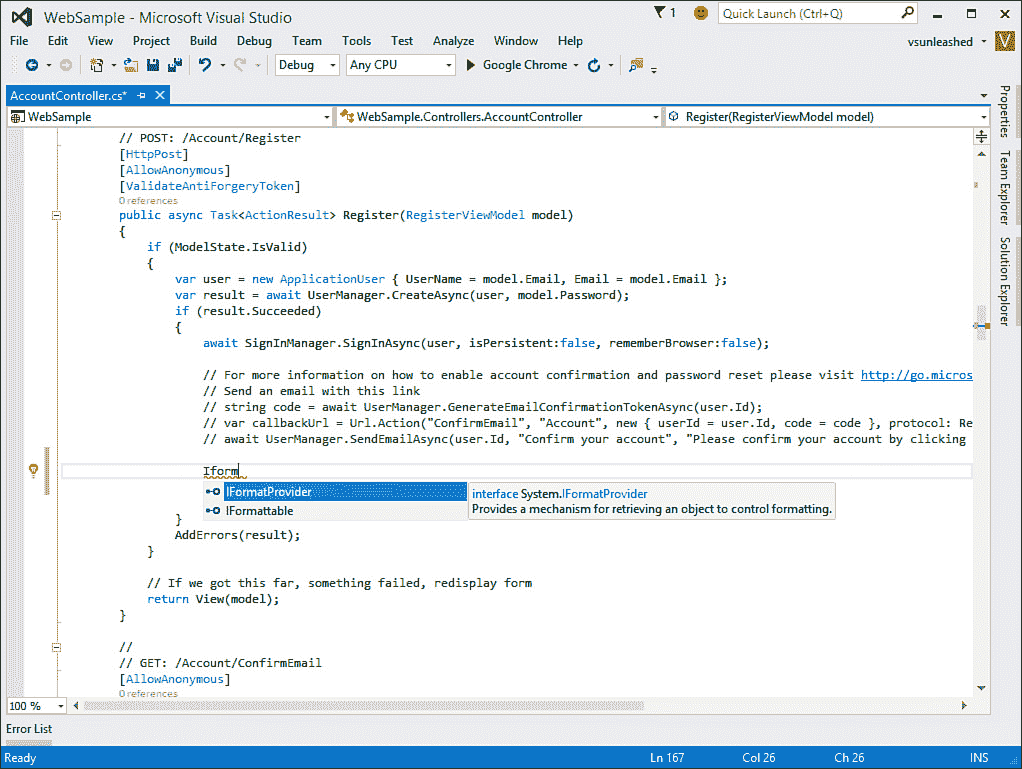 WebSample - Microsoft Visual Studio
1
Quick Launch (Ctrl+Q)
File Edit View Project Build Debug Team Tools Test Analyze Window Help
vsunleashed
Debug Any CPU Google Chrome
AccountController.cs*
WebSample WebSample.Controllers.AccountController Register(RegisterViewModel model)
// POST: /Account/Register
[HttpPost]
[AllowAnonymous]
[ValidateAntiForgeryToken]
0 references
public async Task<ActionResult> Register(RegisterViewModel model)
{
if (ModelState.IsValid)
{
var user = new ApplicationUser { UserName = model.Email, Email = model.Email };
var result = await UserManager.CreateAsync(user, model.Password);
if (result.Succeeded)
{
await SignInManager.SignInAsync(user, isPersistent:false, rememberBrowser:false);
// For more information on how to enable account confirmation and password reset please visit http://go.micros
// Send an email with this link
// string code = await UserManager.GenerateEmailConfirmationTokenAsync(user.Id);
// var callbackUrl = Url.Action("ConfirmEmail", "Account", new { userId = user.Id, code = code }, protocol: Re
// await UserManager.SendEmailAsync(user.Id, "Confirm your account", "Please confirm your account by clicking
Iform
IFormatProvider
IFormattable
interface System.IFormatProvider
Provides a mechanism for retrieving an object to control formatting.
}
AddErrors(result);
}
// If we got this far, something failed, redisplay form
return View(model);
}
//
// GET: /Account/ConfirmEmail
[AllowAnonymous]
0 references
100 %
Properties
Team Explorer
Solution Explorer
Error List
Ready Ln 167 Col 26 Ch 26 INS